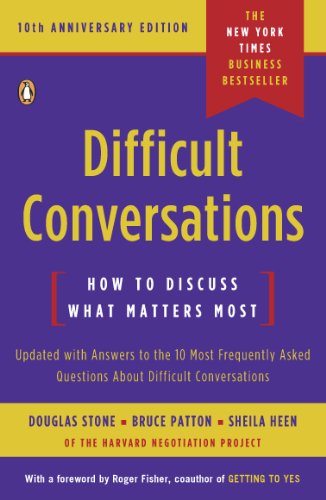 10th ANNIVERSARY EDITION
THE
NEW YORK
TIMES
BUSINESS
BESTSELLER
Difficult
Conversations
[ HOW TO DISCUSS
WHAT MATTERS MOST ]
Updated with Answers to the 10 Most Frequently Asked
Questions About Difficult Conversations
DOUGLAS STONE ■ BRUCE PATTON ■ SHEILA HEEN
OF THE HARVARD NEGOTIATION PROJECT
With a foreword by Roger Fisher, coauthor of GETTING TO YES